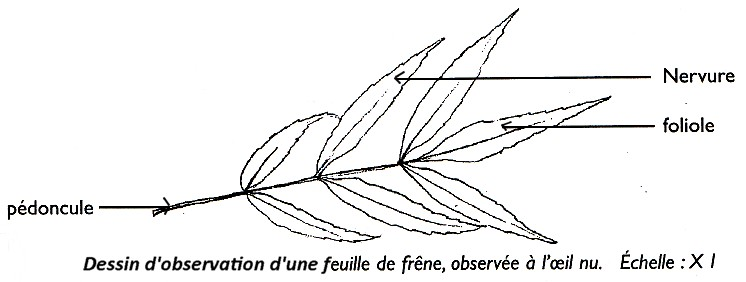 Nervure
foliole
pédoncule
Dessin d'observation d'une feuille de frêne, observée à l'œil nu. Échelle : X 1